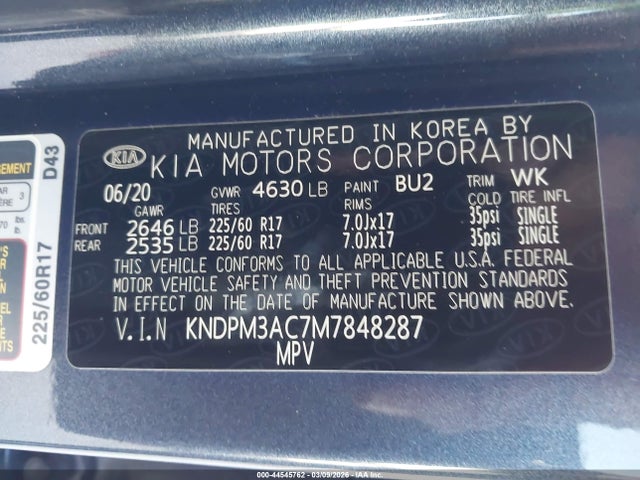 MANUFACTURED IN KOREA BY
KIA KIA MOTORS CORPORATION
06/20 GVWR 4630 LB PAINT BU2 TRIM WK
GAWR TIRES RIMS COLD TIRE INFL
FRONT 2646 LB 225/60 R17 7.0Jx17 35psi SINGLE
REAR 2535 LB 225/60 R17 7.0Jx17 35psi SINGLE
THIS VEHICLE CONFORMS TO ALL APPLICABLE U.S.A. FEDERAL
MOTOR VEHICLE SAFETY AND THEFT PREVENTION STANDARDS
IN EFFECT ON THE DATE OF MANUFACTURE SHOWN ABOVE.
V.I.N KNDPM3AC7M7848287
MPV
225/60R17 D43
000-44545762 - 03/09/2026 - IAAI.COM